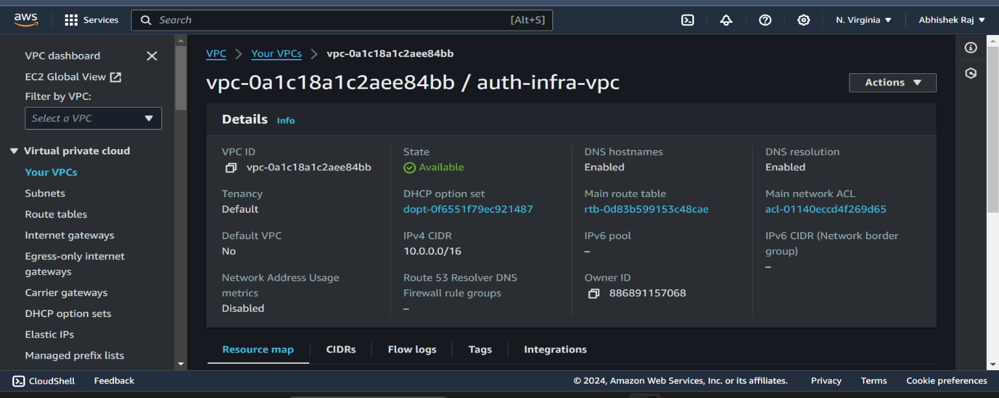 aws
Services
Search
[Alt+S]
N. Virginia
Abhishek Raj
VPC dashboard
EC2 Global View
Filter by VPC:
Select a VPC
Virtual private cloud
Your VPCs
Subnets
Route tables
Internet gateways
Egress-only internet
gateways
Carrier gateways
DHCP option sets
Elastic IPs
Managed prefix lists
VPC
Your VPCs
vpc-0a1c18a1c2aee84bb
vpc-0a1c18a1c2aee84bb / auth-infra-vpc
Actions
Details Info
VPC ID
vpc-0a1c18a1c2aee84bb
State
Available
DNS hostnames
Enabled
DNS resolution
Enabled
Tenancy
Default
DHCP option set
dopt-0f6551f79ec921487
Main route table
rtb-0d83b599153c48cae
Main network ACL
acl-01140eccd4f269d65
Default VPC
No
IPv4 CIDR
10.0.0.0/16
IPv6 pool
–
IPv6 CIDR (Network border
group)
–
Network Address Usage
metrics
Disabled
Route 53 Resolver DNS
Firewall rule groups
–
Owner ID
886891157068
Resource map
CIDRs
Flow logs
Tags
Integrations
CloudShell
Feedback
© 2024, Amazon Web Services, Inc. or its affiliates.
Privacy
Terms
Cookie preferences